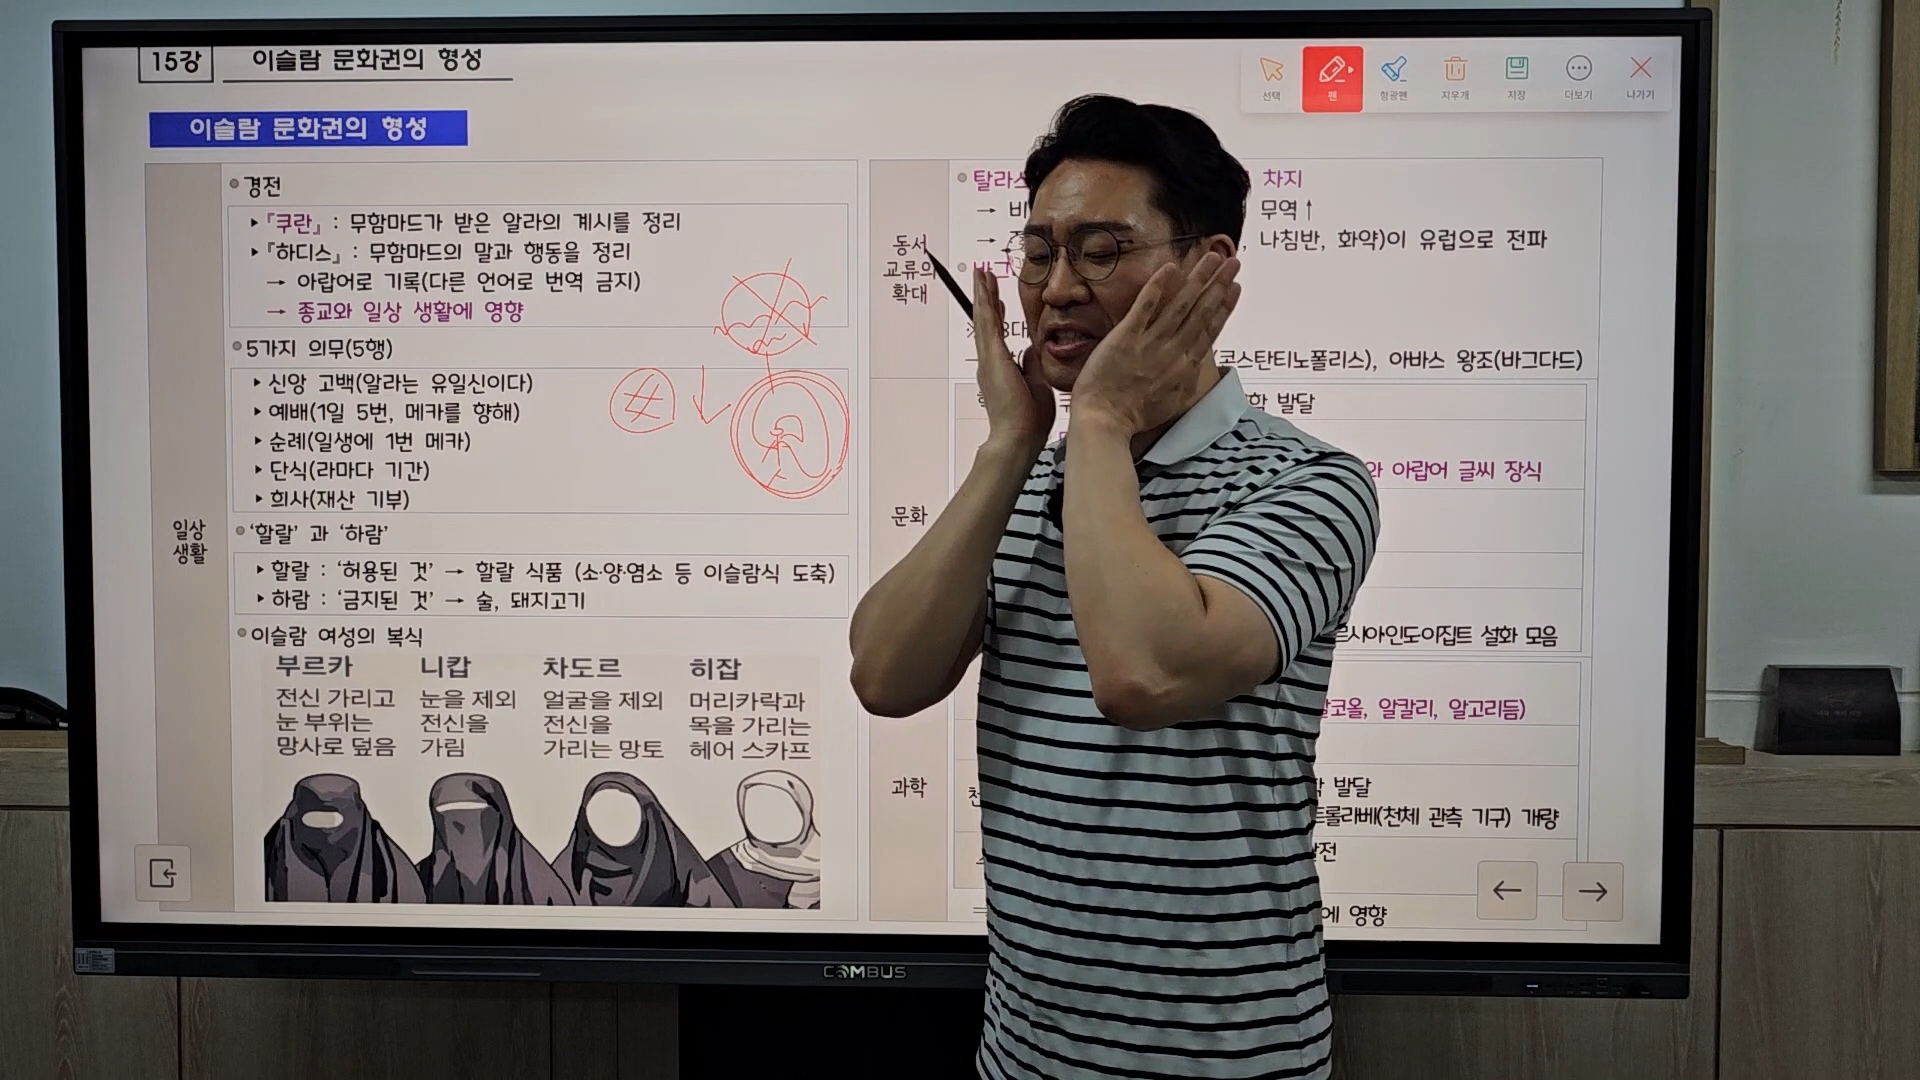 15강
이슬람 문화권의 형성
선택
펜
형광펜
지우개
저장
더보기
나가기
이슬람 문화권의 형성
일상
생활
경전
『쿠란』 : 무함마드가 받은 알라의 계시를 정리
『하디스』 : 무함마드의 말과 행동을 정리
→ 아랍어로 기록(다른 언어로 번역 금지)
→ 종교와 일상 생활에 영향
5가지 의무(5행)
신앙 고백(알라는 유일신이다)
예배(1일 5번, 메카를 향해)
순례(일생에 1번 메카)
단식(라마다 기간)
희사(재산 기부)
‘할랄’ 과 ‘하람’
할랄 : ‘허용된 것’ → 할랄 식품 (소·양·염소 등 이슬람식 도축)
하람 : ‘금지된 것’ → 술, 돼지고기
이슬람 여성의 복식
부르카
전신 가리고
눈 부위는
망사로 덮음
니캅
눈을 제외
전신을
가림
차도르
얼굴을 제외
전신을
가리는 망토
히잡
머리카락과
목을 가리는
헤어 스카프
동서
교류의
확대
탈라스 차지
→ 무역↑
→ , 나침반, 화약)이 유럽으로 전파
(콘스탄티노폴리스), 아바스 왕조(바그다드)
문화
발달
와 아랍어 글씨 장식
르시아·인도·이집트 설화 모음
과학
알코올, 알칼리, 알고리듬)
발달
트롤라베(천체 관측 기구) 개량
발전
에 영향
CAMBUS